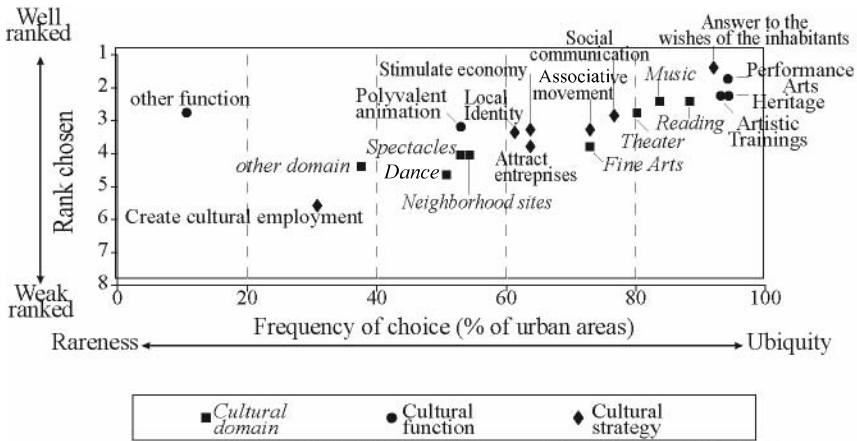 Well
ranked
Answer to the
wishes of the inhabitants
Social
communication
1
Stimulate economy
Associative
movement
Music
Performance
Arts
2
other function
Polyvalent
animation
Local
Identity
Heritage
3
Reading
Artistic
Trainings
Theater
Rank chosen
4
Spectacles
other domain
Dance
Attract
entreprises
Fine Arts
5
Neighborhood sites
Create cultural employment
6
7
8
Weak
ranked
0 20 40 60 80 100
Frequency of choice (% of urban areas)
Rareness
Ubiquity
Cultural
domain
Cultural
function
Cultural
strategy